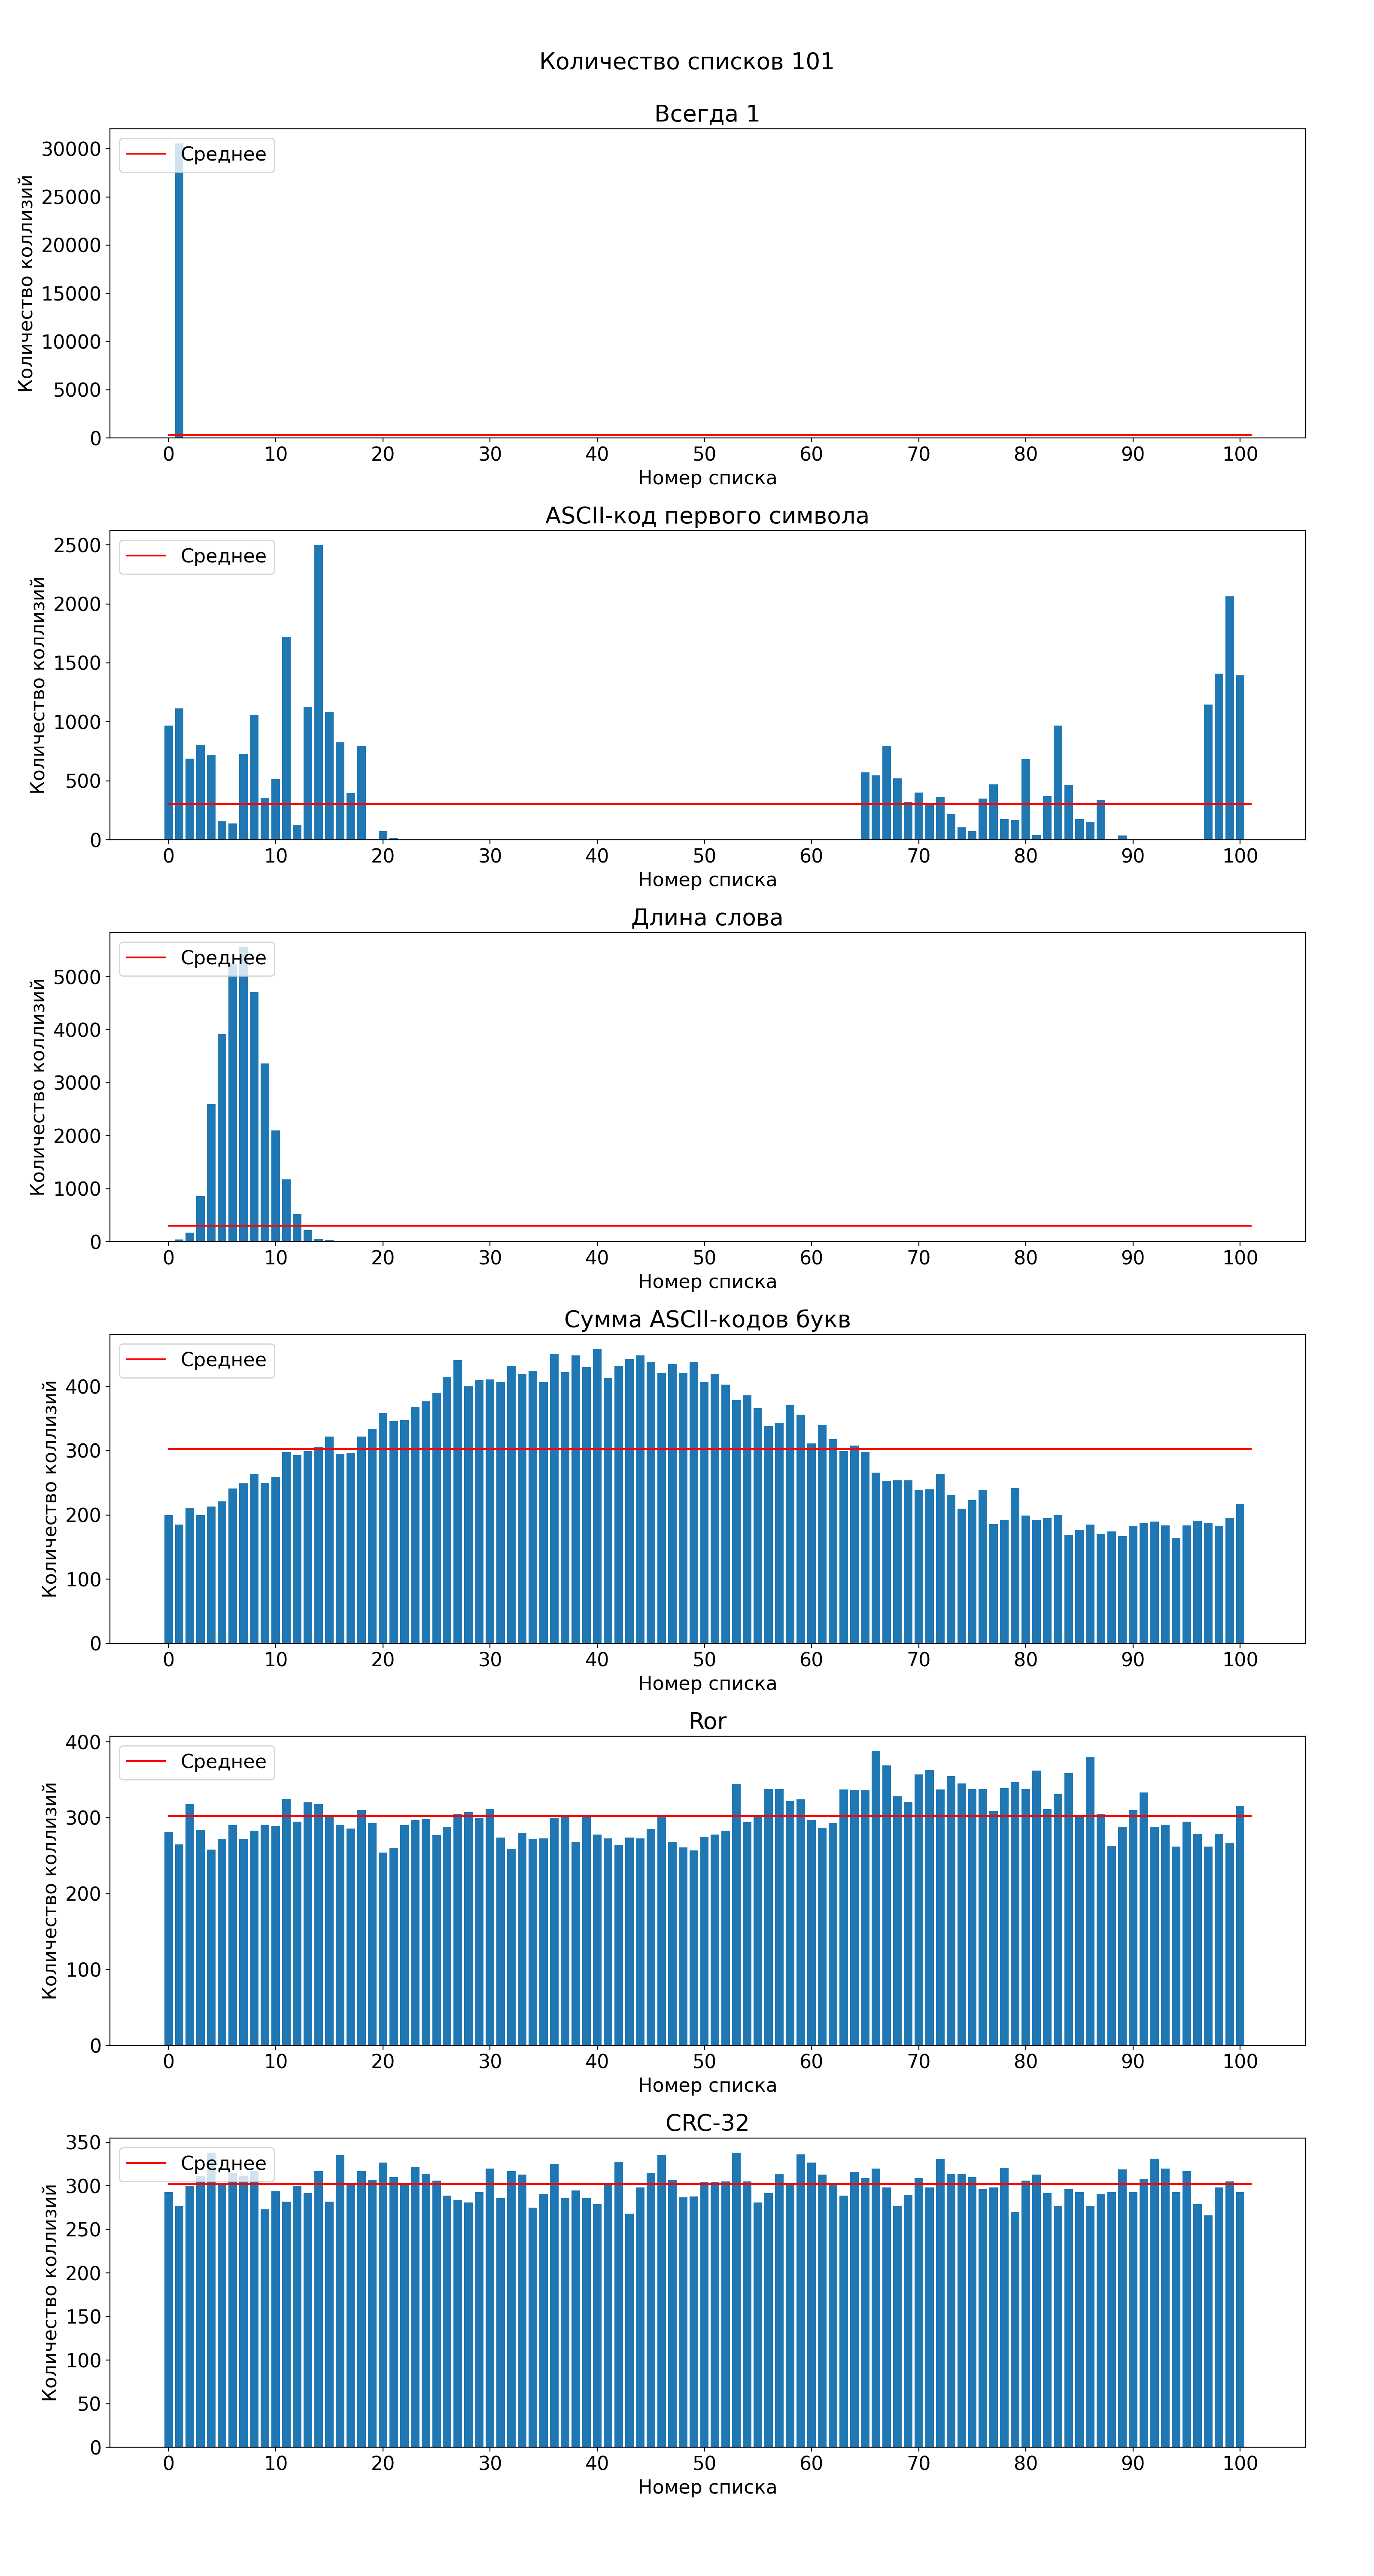 Количество списков 101
Всегда 1
Среднее
Количество коллизий
30000
25000
20000
15000
10000
5000
0
0 10 20 30 40 50 60 70 80 90 100
Номер списка
ASCII-код первого символа
Среднее
Количество коллизий
2500
2000
1500
1000
500
0
0 10 20 30 40 50 60 70 80 90 100
Номер списка
Длина слова
Среднее
Количество коллизий
5000
4000
3000
2000
1000
0
0 10 20 30 40 50 60 70 80 90 100
Номер списка
Сумма ASCII-кодов букв
Среднее
Количество коллизий
400
300
200
100
0
0 10 20 30 40 50 60 70 80 90 100
Номер списка
Ror
Среднее
Количество коллизий
400
300
200
100
0
0 10 20 30 40 50 60 70 80 90 100
Номер списка
CRC-32
Среднее
Количество коллизий
350
300
250
200
150
100
50
0
0 10 20 30 40 50 60 70 80 90 100
Номер списка